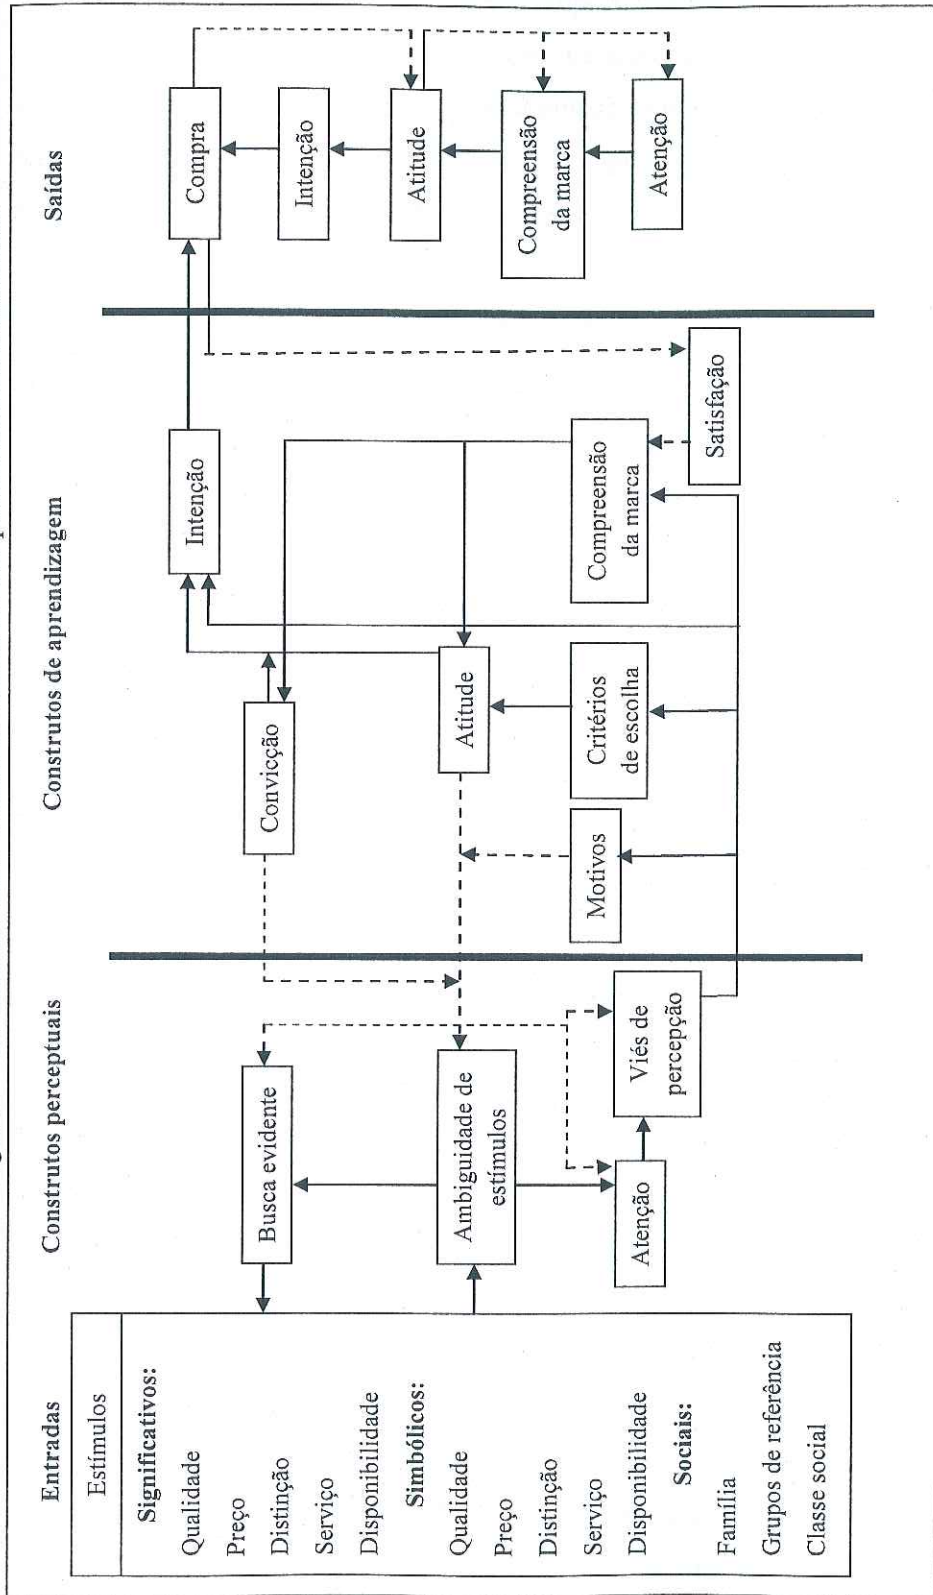 Entradas
Construtos perceptuais
Construtos de aprendizagem
Saídas
Estímulos
Significativos:
Qualidade
Preço
Distinção
Serviço
Disponibilidade
Simbólicos:
Qualidade
Preço
Distinção
Serviço
Disponibilidade
Sociais:
Família
Grupos de referência
Classe social
Busca evidente
Ambiguidade de
estímulos
Atenção
Viés de
percepção
Convicção
Intenção
Atitude
Motivos
Critérios
de escolha
Compreensão
da marca
Satisfação
Compra
Intenção
Atitude
Compreensão
da marca
Atenção